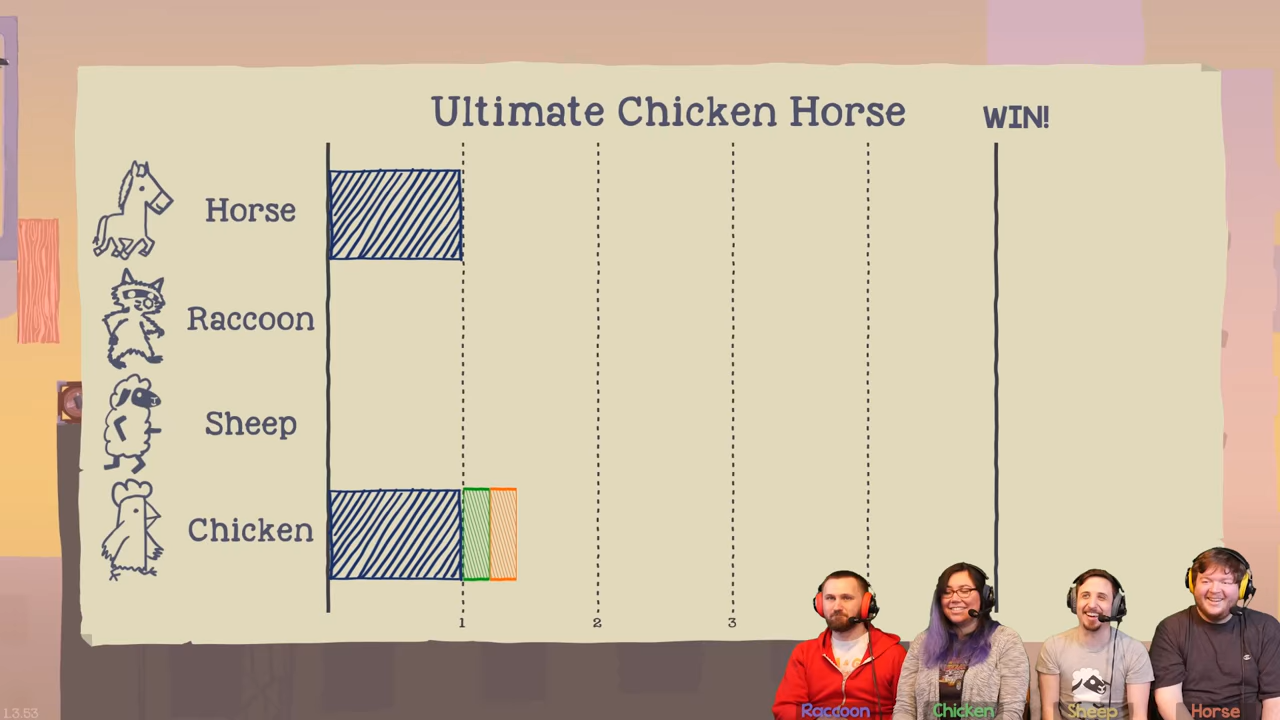 Ultimate Chicken Horse
WIN!
Horse
Raccoon
Sheep
Chicken
1
2
3
1.3.53
Raccoon
Chicken
Sheep
Horse